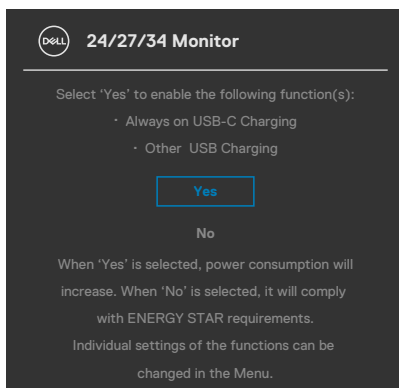 DELL
24/27/34 Monitor
Select ‘Yes’ to enable the following function(s):
· Always on USB-C Charging
· Other USB Charging
Yes
No
When ‘Yes’ is selected, power consumption will
increase. When ‘No’ is selected, it will comply
with ENERGY STAR requirements.
Individual settings of the functions can be
changed in the Menu.